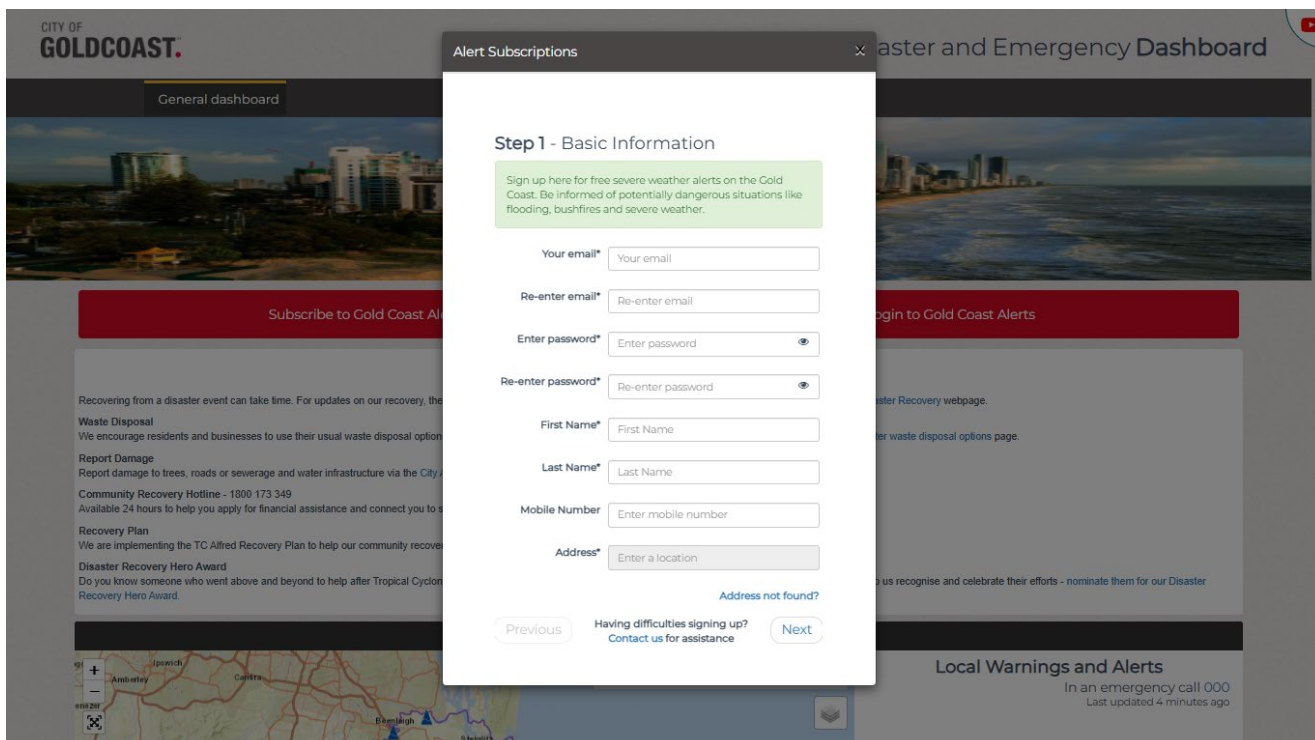 CITY OF
GOLDCOAST.
aster and Emergency Dashboard
General dashboard
Alert Subscriptions
x
Step 1 - Basic Information
Sign up here for free severe weather alerts on the Gold
Coast. Be informed of potentially dangerous situations like
flooding, bushfires and severe weather.
Your email* Your email
Re-enter email* Re-enter email
Enter password* Enter password
Re-enter password* Re-enter password
First Name* First Name
Last Name* Last Name
Mobile Number Enter mobile number
Address* Enter a location
Address not found?
Previous
Having difficulties signing up?
Contact us for assistance
Next
Subscribe to Gold Coast Al
ogin to Gold Coast Alerts
Recovering from a disaster event can take time. For updates on our recovery, the
ster Recovery webpage.
Waste Disposal
We encourage residents and businesses to use their usual waste disposal option
er waste disposal options page.
Report Damage
Report damage to trees, roads or sewerage and water infrastructure via the City
Community Recovery Hotline - 1800 173 349
Available 24 hours to help you apply for financial assistance and connect you to s
Recovery Plan
We are implementing the TC Alfred Recovery Plan to help our community recove
Disaster Recovery Hero Award
Do you know someone who went above and beyond to help after Tropical Cyclon
us recognise and celebrate their efforts - nominate them for our Disaster
Recovery Hero Award.
+
Ipswich
Amberley
Carina
−
enezer
Beenleigh
Local Warnings and Alerts
In an emergency call 000
Last updated 4 minutes ago